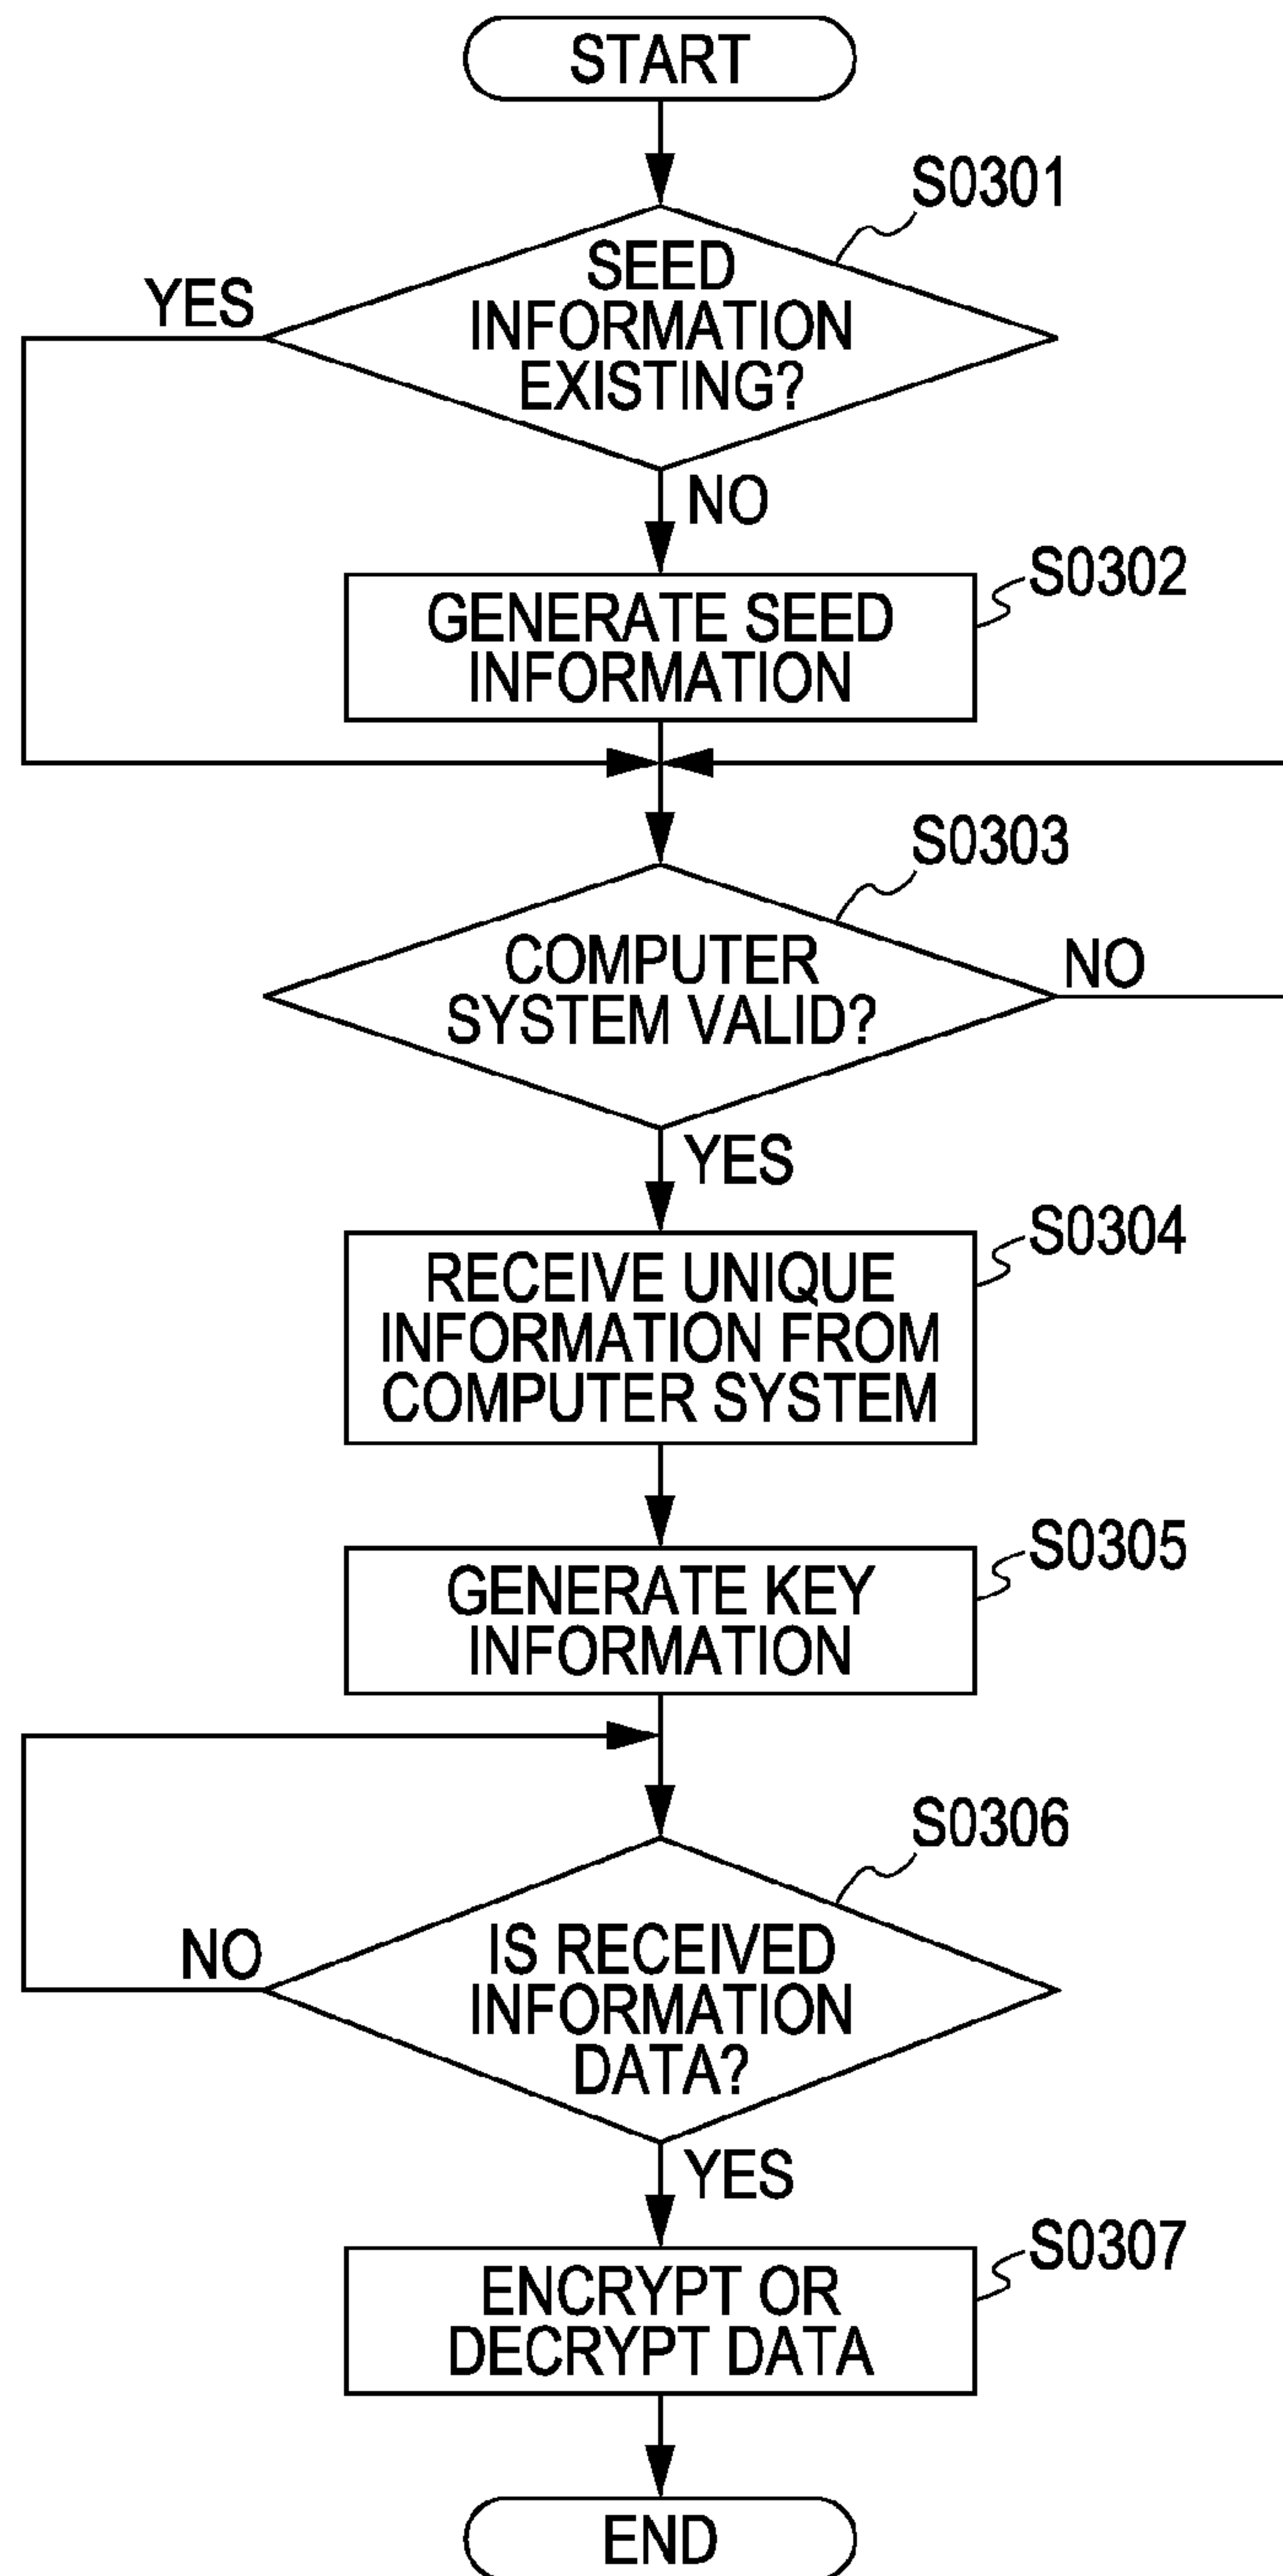 START
S0301
SEED
INFORMATION
EXISTING?
YES
NO
S0302
GENERATE SEED
INFORMATION
S0303
COMPUTER
SYSTEM VALID?
NO
YES
S0304
RECEIVE UNIQUE
INFORMATION FROM
COMPUTER SYSTEM
S0305
GENERATE KEY
INFORMATION
S0306
IS RECEIVED
INFORMATION
DATA?
NO
YES
S0307
ENCRYPT OR
DECRYPT DATA
END